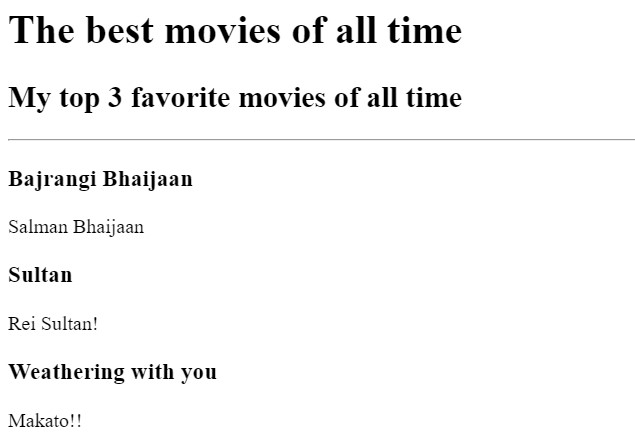 The best movies of all time
My top 3 favorite movies of all time
Bajrangi Bhaijaan
Salman Bhaijaan
Sultan
Rei Sultan!
Weathering with you
Makato!!